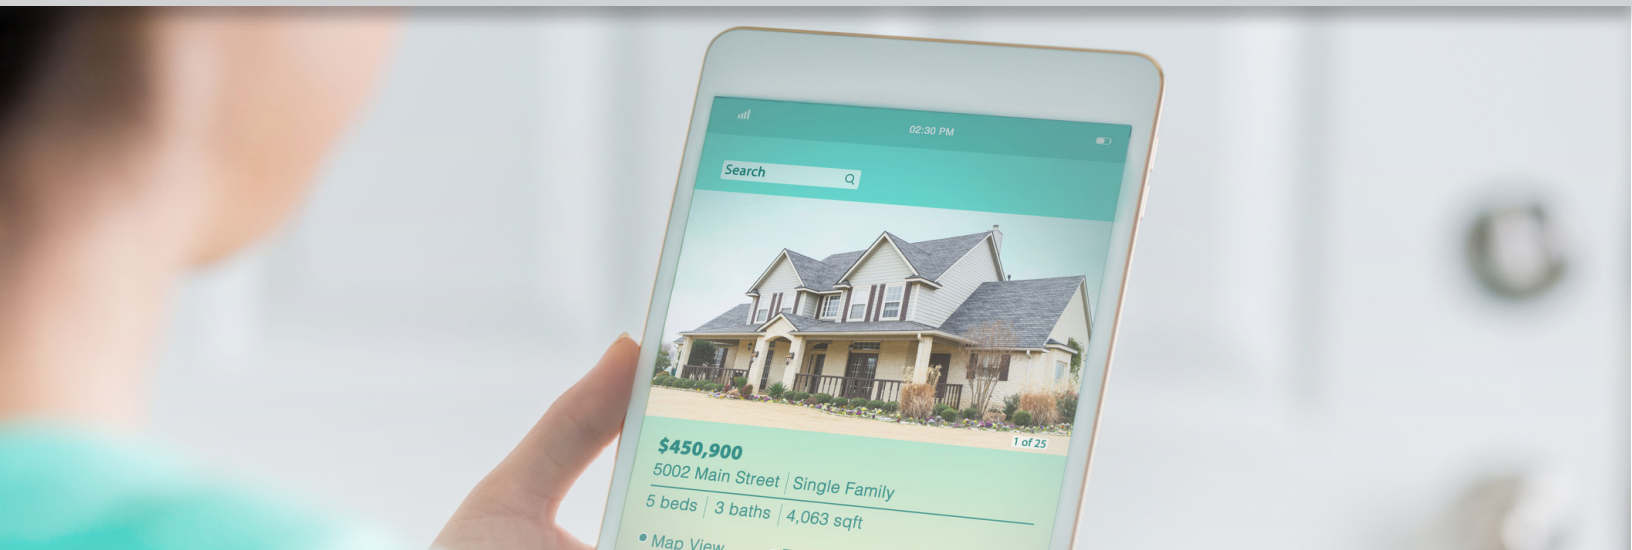 02:30 PM
Search
1 of 25
$450,900
5002 Main Street | Single Family
5 beds | 3 baths | 4,063 sqft
• Map View